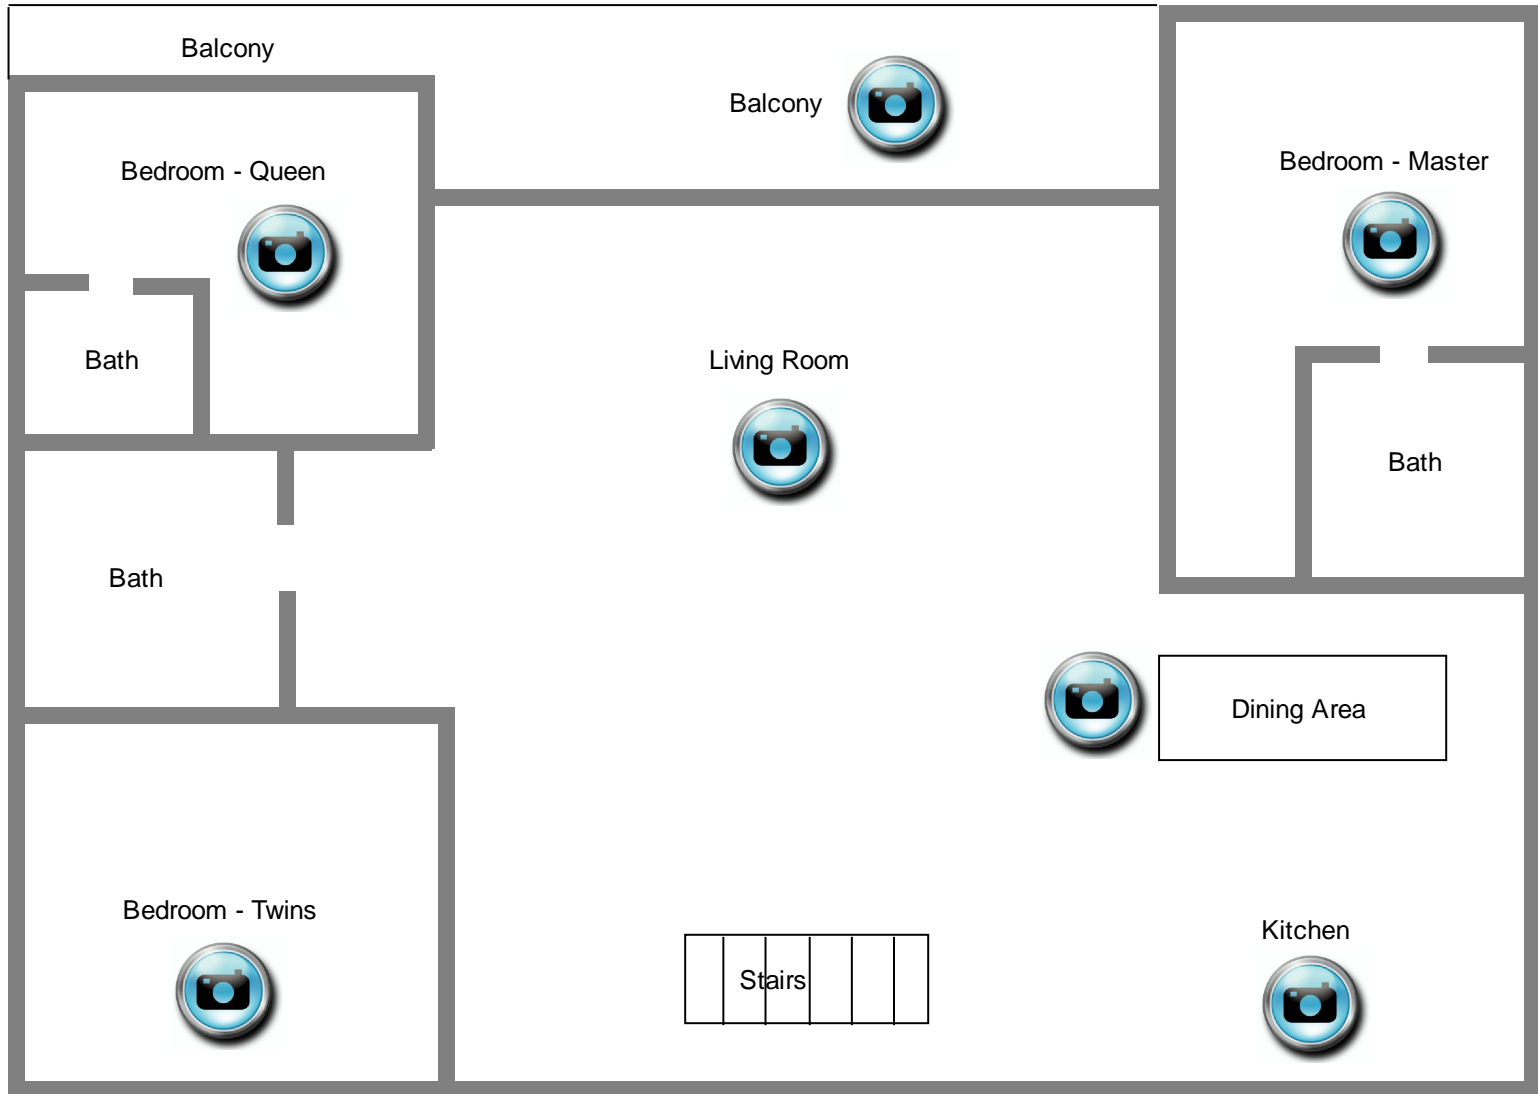 Balcony
Balcony
Bedroom - Queen
Bedroom - Master
Bath
Living Room
Bath
Bath
Dining Area
Bedroom - Twins
Kitchen
Stairs